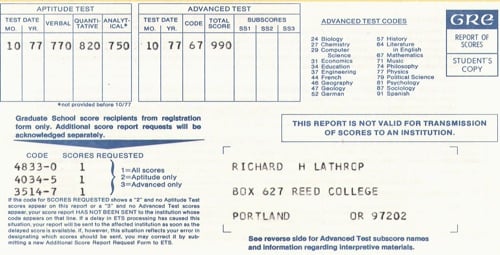 APTITUDE TEST
ADVANCED TEST
TEST DATE VERBAL QUANTI-TATIVE ANALYT-ICAL*
MO. YR.
TEST DATE CODE TOTAL SCORE SUBSCORES
MO. YR. SS1 SS2 SS3
10 77 770 820 750
10 77 67 990
*not provided before 10/77
ADVANCED TEST CODES
24 Biology 57 History
27 Chemistry 64 Literature
29 Computer in English
Science 67 Mathematics
31 Economics 71 Music
34 Education 74 Philosophy
37 Engineering 77 Physics
44 French 79 Political Science
46 Geography 81 Psychology
47 Geology 87 Sociology
52 German 91 Spanish
GRE
REPORT OF SCORES
STUDENT'S COPY
Graduate School score recipients from registration
form only. Additional score report requests will be
acknowledged separately.
THIS REPORT IS NOT VALID FOR TRANSMISSION
OF SCORES TO AN INSTITUTION.
CODE SCORES REQUESTED
4833-0 1
4034-5 1
3514-7 1
1=All scores
2=Aptitude only
3=Advanced only
If the code for SCORES REQUESTED shows a "2" and no Aptitude Test
scores appear on this report or a "3" and no Advanced Test scores
appear, your score report HAS NOT BEEN SENT to the institution whose
code appears on that line. If a delay in ETS processing has caused this
situation, your report will be sent to the affected institution as soon as the
delayed score is available. If, however, this situation reflects your error in
designating which scores should be sent, you may correct it by sub-
mitting a new Additional Score Report Request Form to ETS.
RICHARD H LATHROP
BOX 627 REED COLLEGE
PORTLAND OR 97202
See reverse side for Advanced Test subscore names
and information regarding interpretive materials.